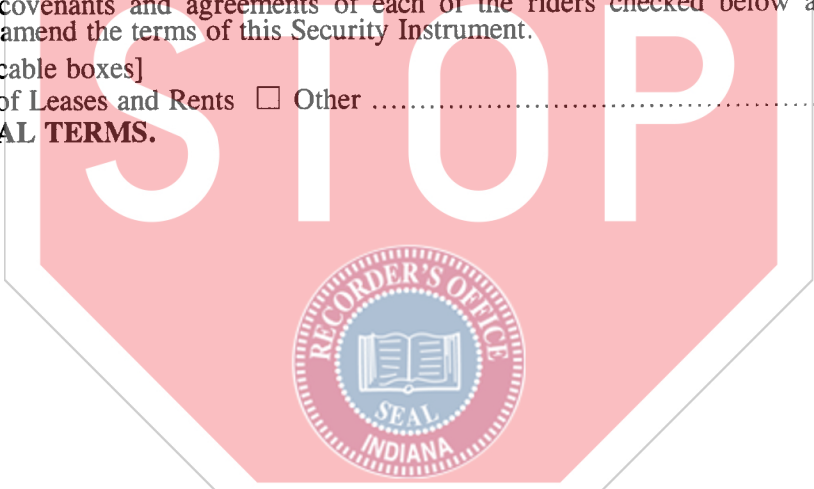 covenants and agreements of each of the riders checked below a
amend the terms of this Security Instrument.
cable boxes]
of Leases and Rents ☐ Other ................................................
AL TERMS.
STOP
RECORDER'S OFFICE
SEAL
INDIANA